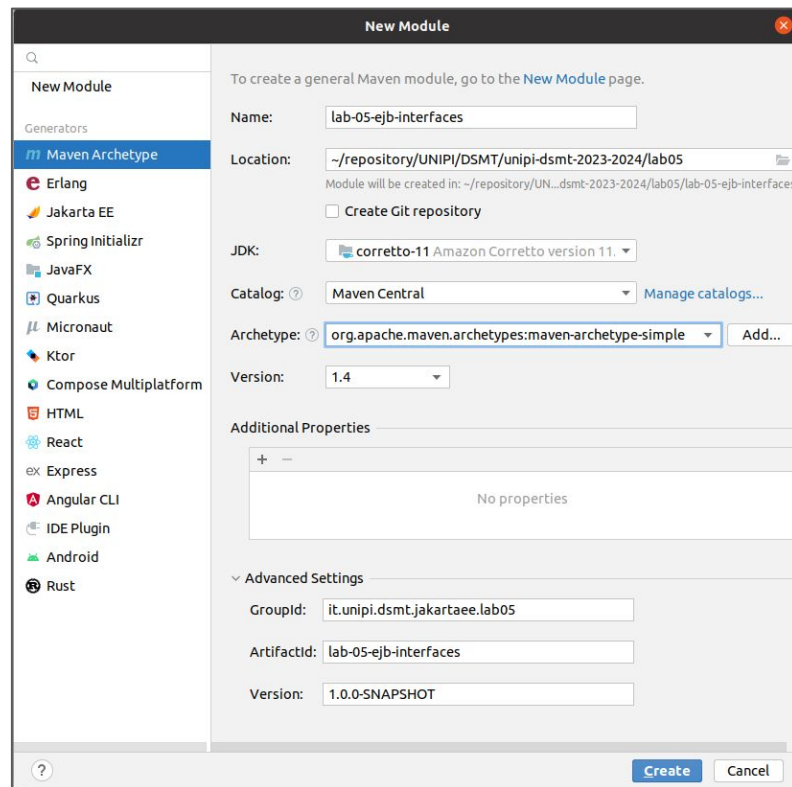 New Module
New Module
Generators
m Maven Archetype
Erlang
Jakarta EE
Spring Initializr
JavaFX
Quarkus
μ Micronaut
Ktor
Compose Multiplatform
HTML
React
ex Express
Angular CLI
IDE Plugin
Android
Rust
To create a general Maven module, go to the New Module page.
Name: lab-05-ejb-interfaces
Location: ~/repository/UNIPI/DSMT/unipi-dsmt-2023-2024/lab05
Module will be created in: ~/repository/UN...dsmt-2023-2024/lab05/lab-05-ejb-interfaces
Create Git repository
JDK: corretto-11 Amazon Corretto version 11.
Catalog: ? Maven Central Manage catalogs...
Archetype: ? org.apache.maven.archetypes:maven-archetype-simple Add...
Version: 1.4
Additional Properties
+ −
No properties
Advanced Settings
GroupId: it.unipi.dsmt.jakartaee.lab05
ArtifactId: lab-05-ejb-interfaces
Version: 1.0.0-SNAPSHOT
? Create Cancel